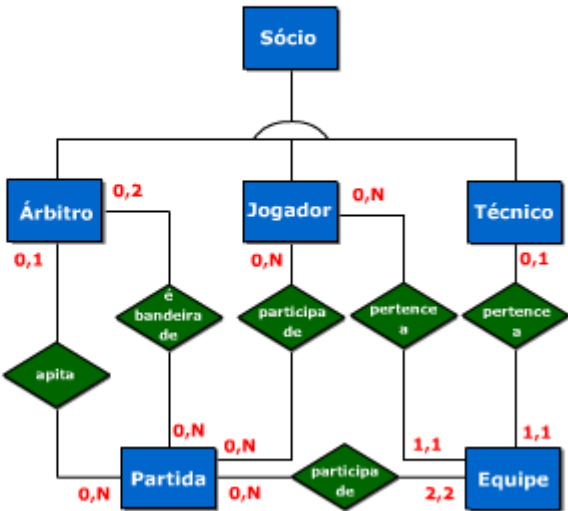 Sócio
Árbitro
Jogador
Técnico
0,2
0,N
0,1
0,N
0,1
é
bandeira
de
participa
de
pertence
a
pertence
a
apita
0,N
0,N
1,1
1,1
Partida
participa
de
Equipe
0,N
0,N
2,2